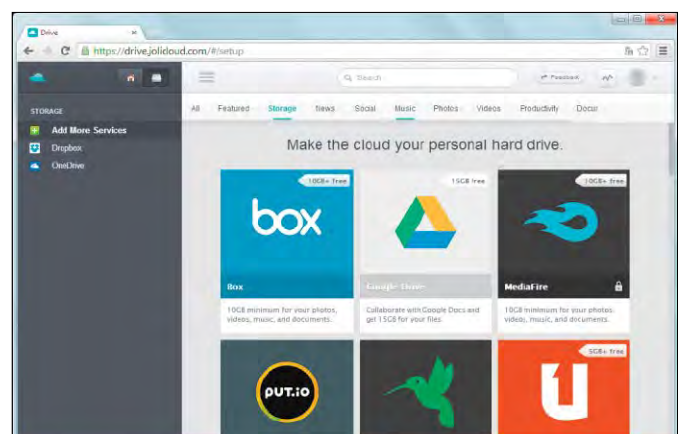 Drive
https://drive.jolicloud.com/#/setup
Search
Feedback
STORAGE
Add More Services
Dropbox
OneDrive
All Featured Storage News Social Music Photos Videos Productivity Docu
Make the cloud your personal hard drive.
10GB+ free
15GB free
10GB+ free
box
Box
Google Drive
MediaFire
10GB minimum for your photos,
videos, music, and documents.
Collaborate with Google Docs and
get 15GB for your files.
10GB minimum for your photos,
videos, music, and documents.
5GB+ free
PUT.IO